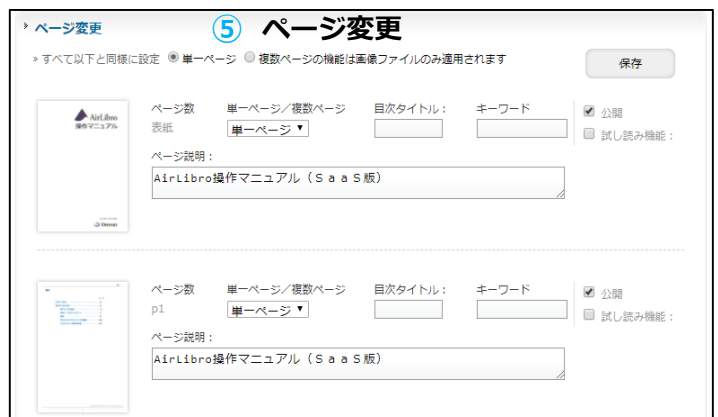 ページ変更
⑤ ページ変更
» すべて以下と同様に設定 単一ページ 複数ページの機能は画像ファイルのみ適用されます
保存
AirLibro
操作マニュアル
Densan
ページ数 単一ページ／複数ページ 目次タイトル： キーワード
公開
表紙 単一ページ
試し読み機能：
ページ説明：
AirLibro操作マニュアル（ＳａａＳ版）
ページ数 単一ページ／複数ページ 目次タイトル： キーワード
公開
p1 単一ページ
試し読み機能：
ページ説明：
AirLibro操作マニュアル（ＳａａＳ版）